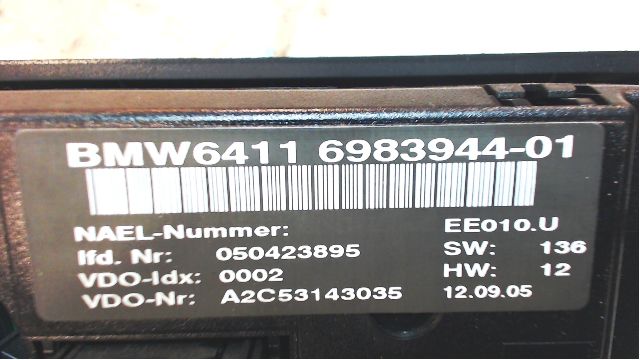 BMW6411 6983944-01
NAEL-Nummer: EE010.U
lfd. Nr: 050423895 SW: 136
VDO-Idx: 0002 HW: 12
VDO-Nr: A2C53143035 12.09.05